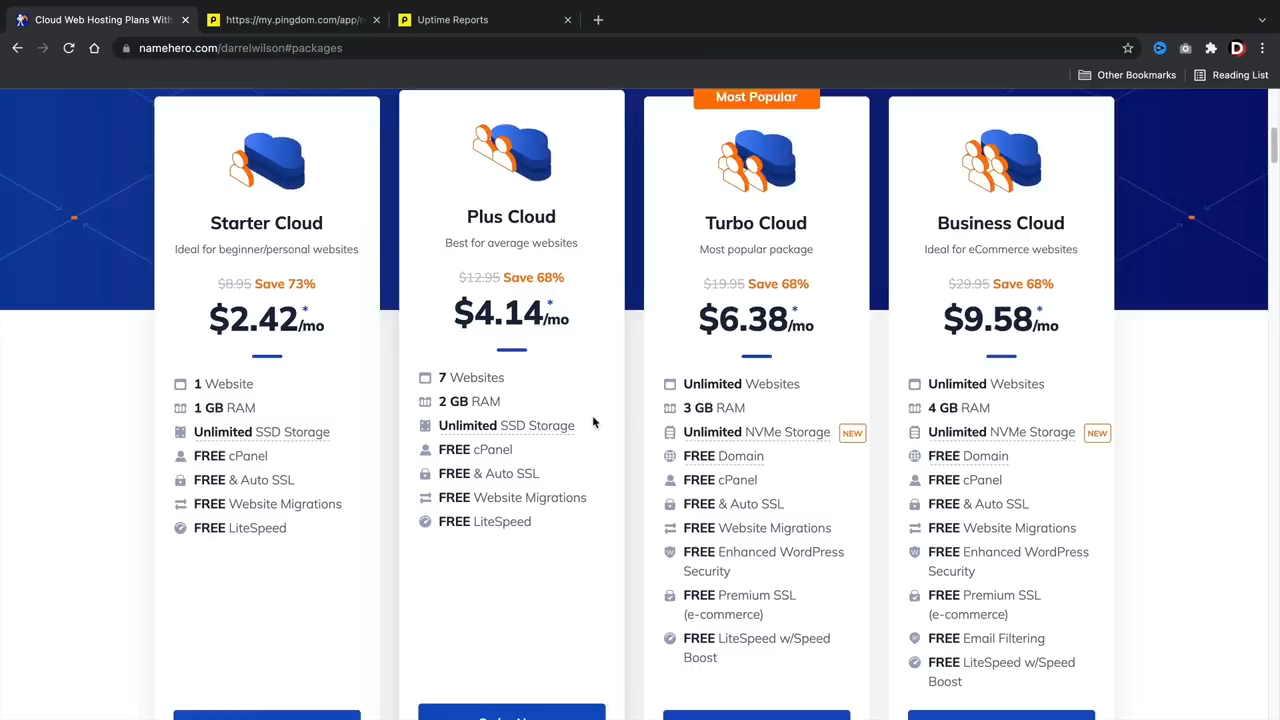 Cloud Web Hosting Plans With
https://my.pingdom.com/app/r
Uptime Reports
namehero.com/darrelwilson#packages
D
Other Bookmarks
Reading List
Most Popular
Starter Cloud
Ideal for beginner/personal websites
$8.95 Save 73%
$2.42*/mo
1 Website
1 GB RAM
Unlimited SSD Storage
FREE cPanel
FREE & Auto SSL
FREE Website Migrations
FREE LiteSpeed
Plus Cloud
Best for average websites
$12.95 Save 68%
$4.14*/mo
7 Websites
2 GB RAM
Unlimited SSD Storage
FREE cPanel
FREE & Auto SSL
FREE Website Migrations
FREE LiteSpeed
Turbo Cloud
Most popular package
$19.95 Save 68%
$6.38*/mo
Unlimited Websites
3 GB RAM
Unlimited NVMe Storage NEW
FREE Domain
FREE cPanel
FREE & Auto SSL
FREE Website Migrations
FREE Enhanced WordPress
Security
FREE Premium SSL
(e-commerce)
FREE LiteSpeed w/Speed
Boost
Business Cloud
Ideal for eCommerce websites
$29.95 Save 68%
$9.58*/mo
Unlimited Websites
4 GB RAM
Unlimited NVMe Storage NEW
FREE Domain
FREE cPanel
FREE & Auto SSL
FREE Website Migrations
FREE Enhanced WordPress
Security
FREE Premium SSL
(e-commerce)
FREE Email Filtering
FREE LiteSpeed w/Speed
Boost